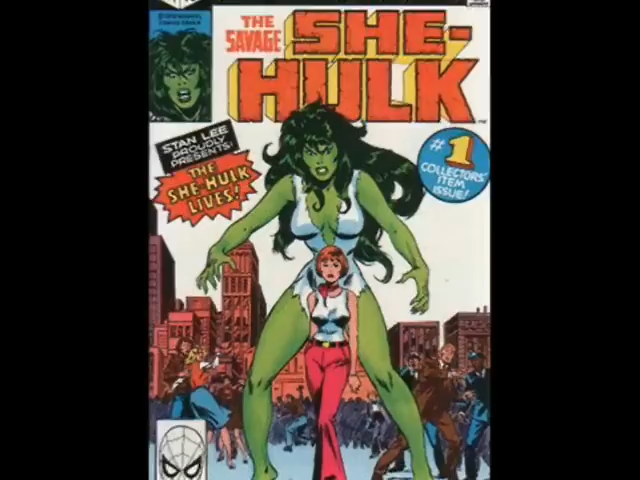 THE
SAVAGE
SHE-
HULK
STAN LEE
PROUDLY
PRESENTS:
THE
SHE-HULK
LIVES!
#1
COLLECTORS'
ITEM
ISSUE!